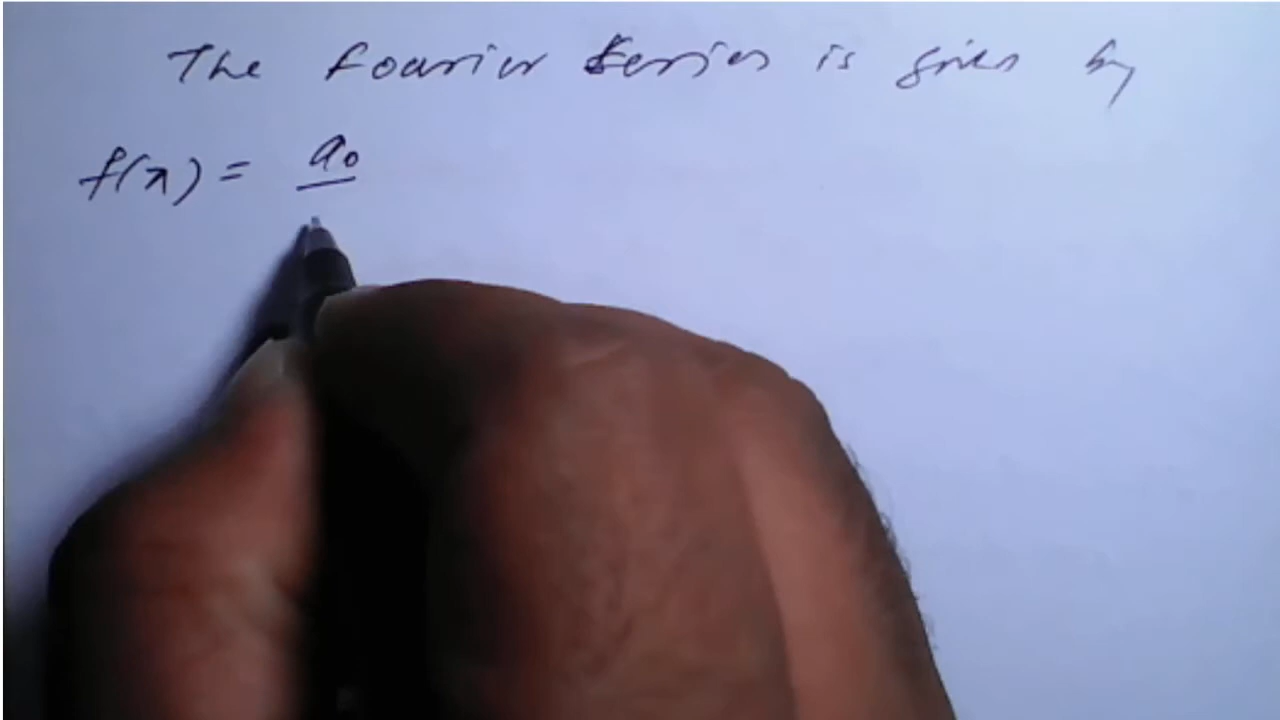 The fourier series is given by
f(x) = a₀